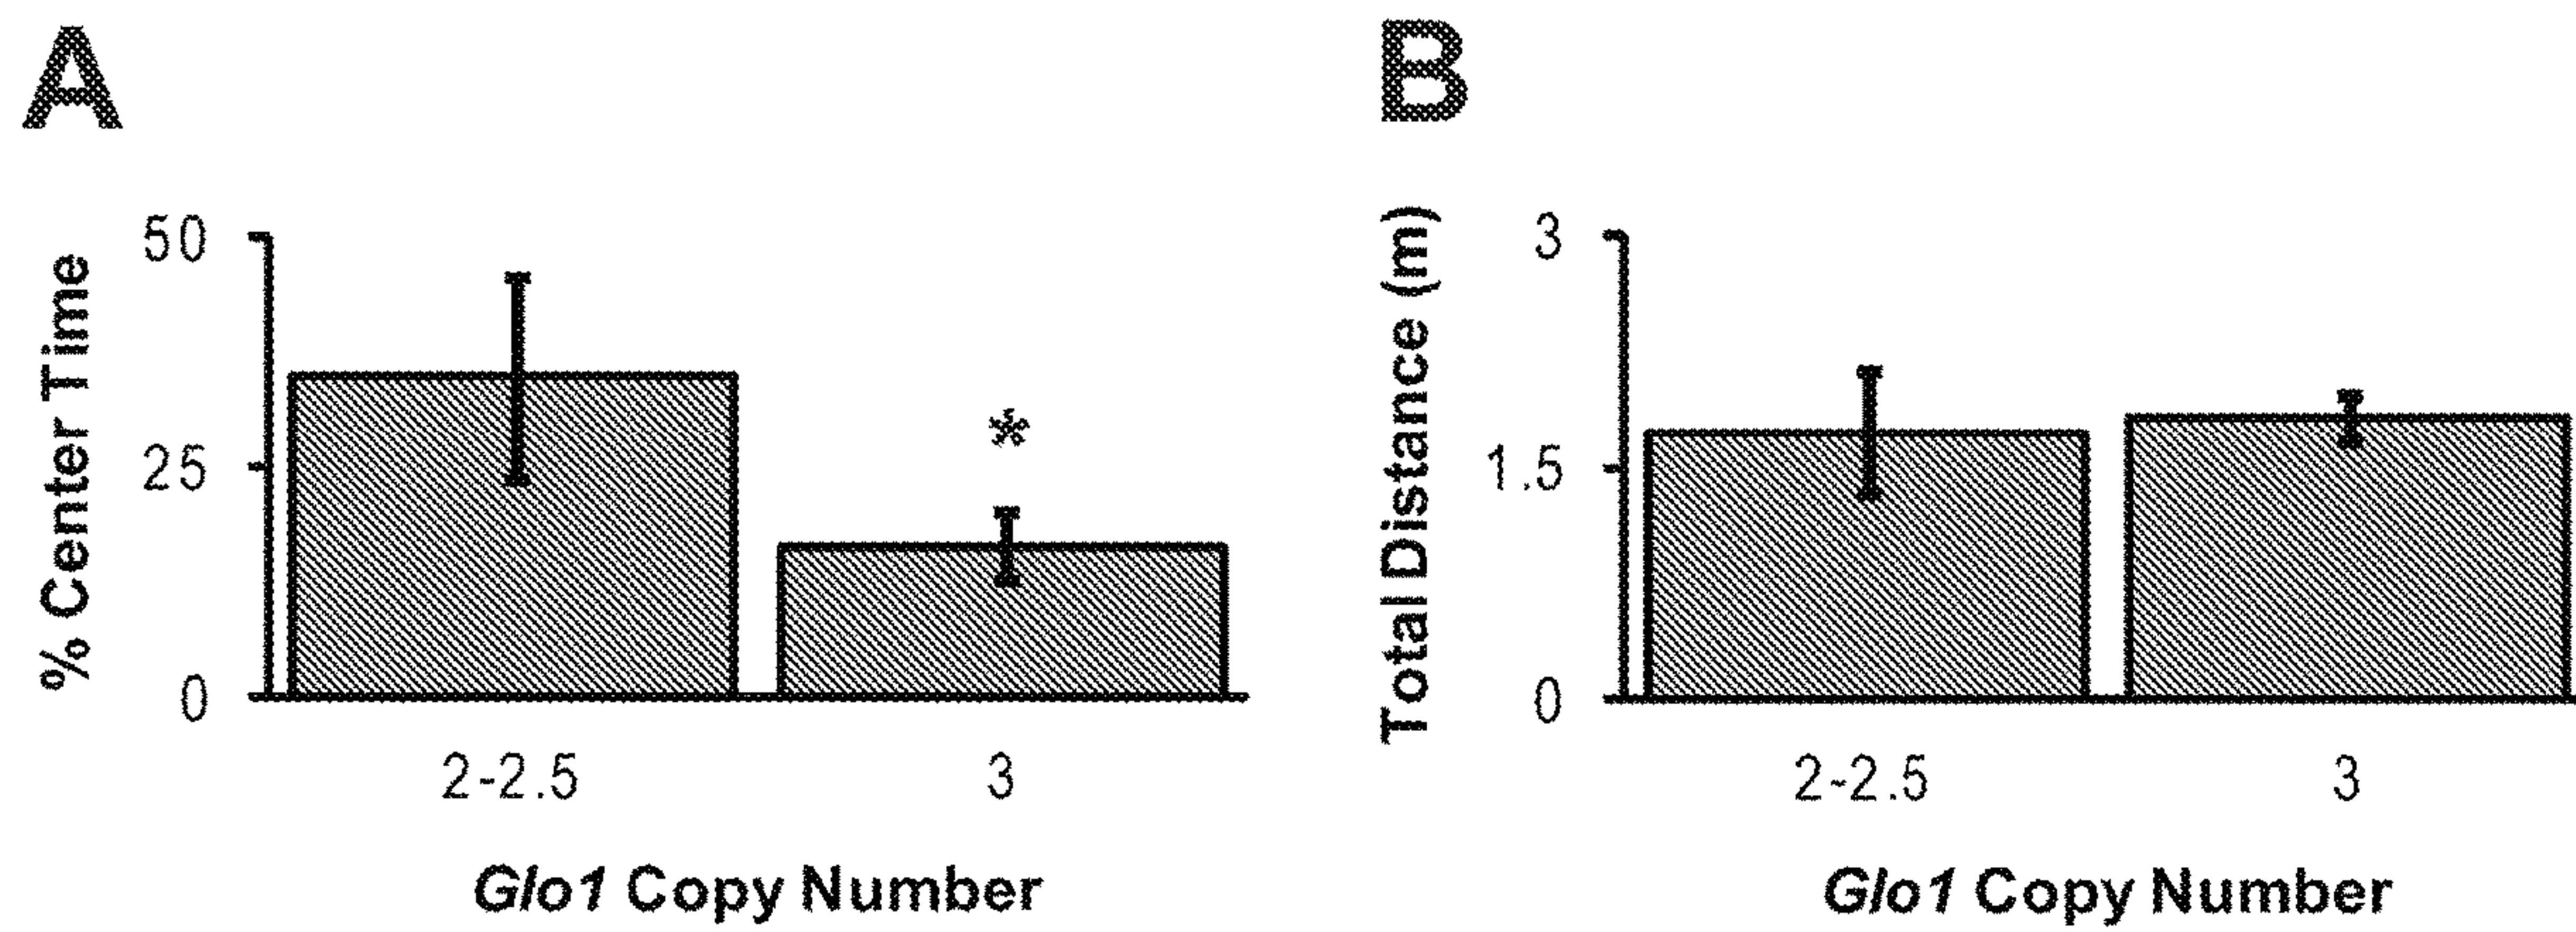 A
B
% Center Time
50
25
0
*
2-2.5
3
Glo1 Copy Number
Total Distance (m)
3
1.5
0
2-2.5
3
Glo1 Copy Number